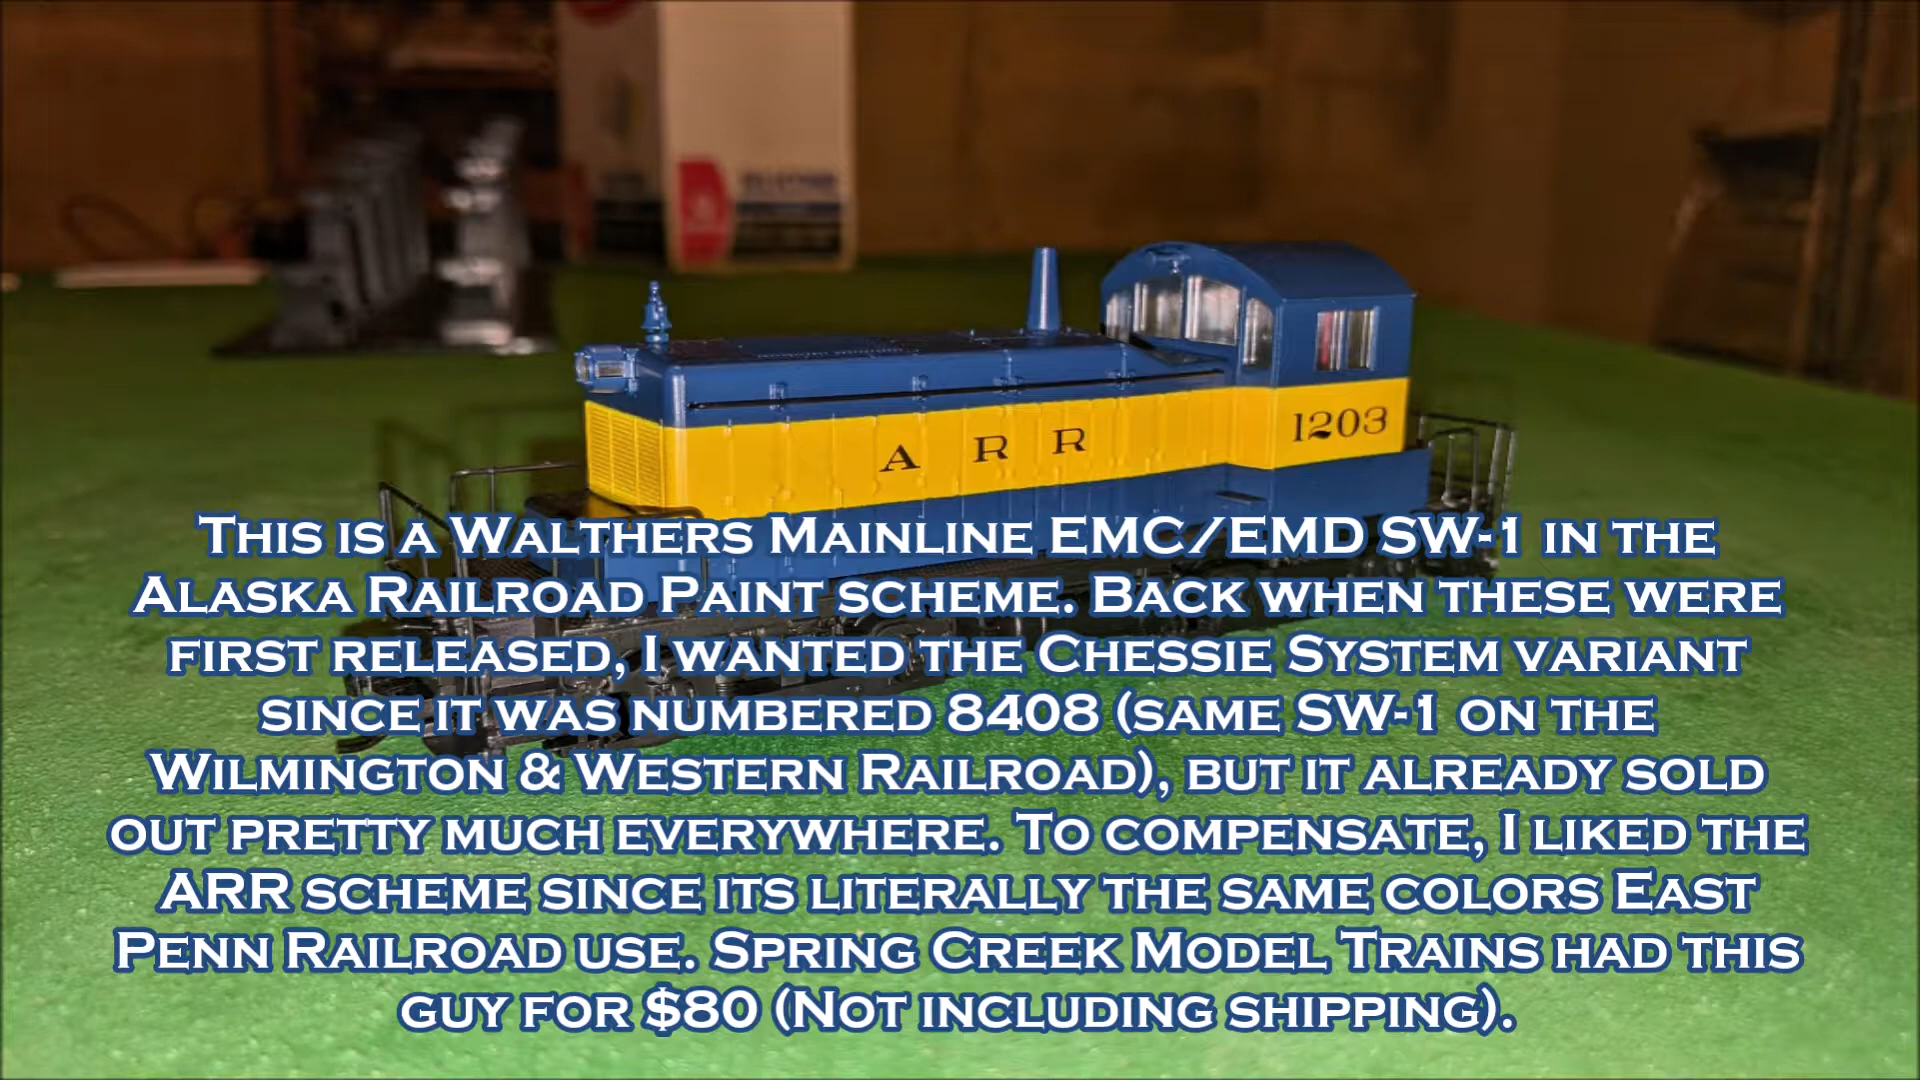 A R R
1203
This is a Walthers Mainline EMC/EMD SW-1 in the
Alaska Railroad Paint scheme. Back when these were
first released, I wanted the Chessie System variant
since it was numbered 8408 (same SW-1 on the
Wilmington & Western Railroad), but it already sold
out pretty much everywhere. To compensate, I liked the
ARR scheme since its literally the same colors East
Penn Railroad use. Spring Creek Model Trains had this
guy for $80 (Not including shipping).